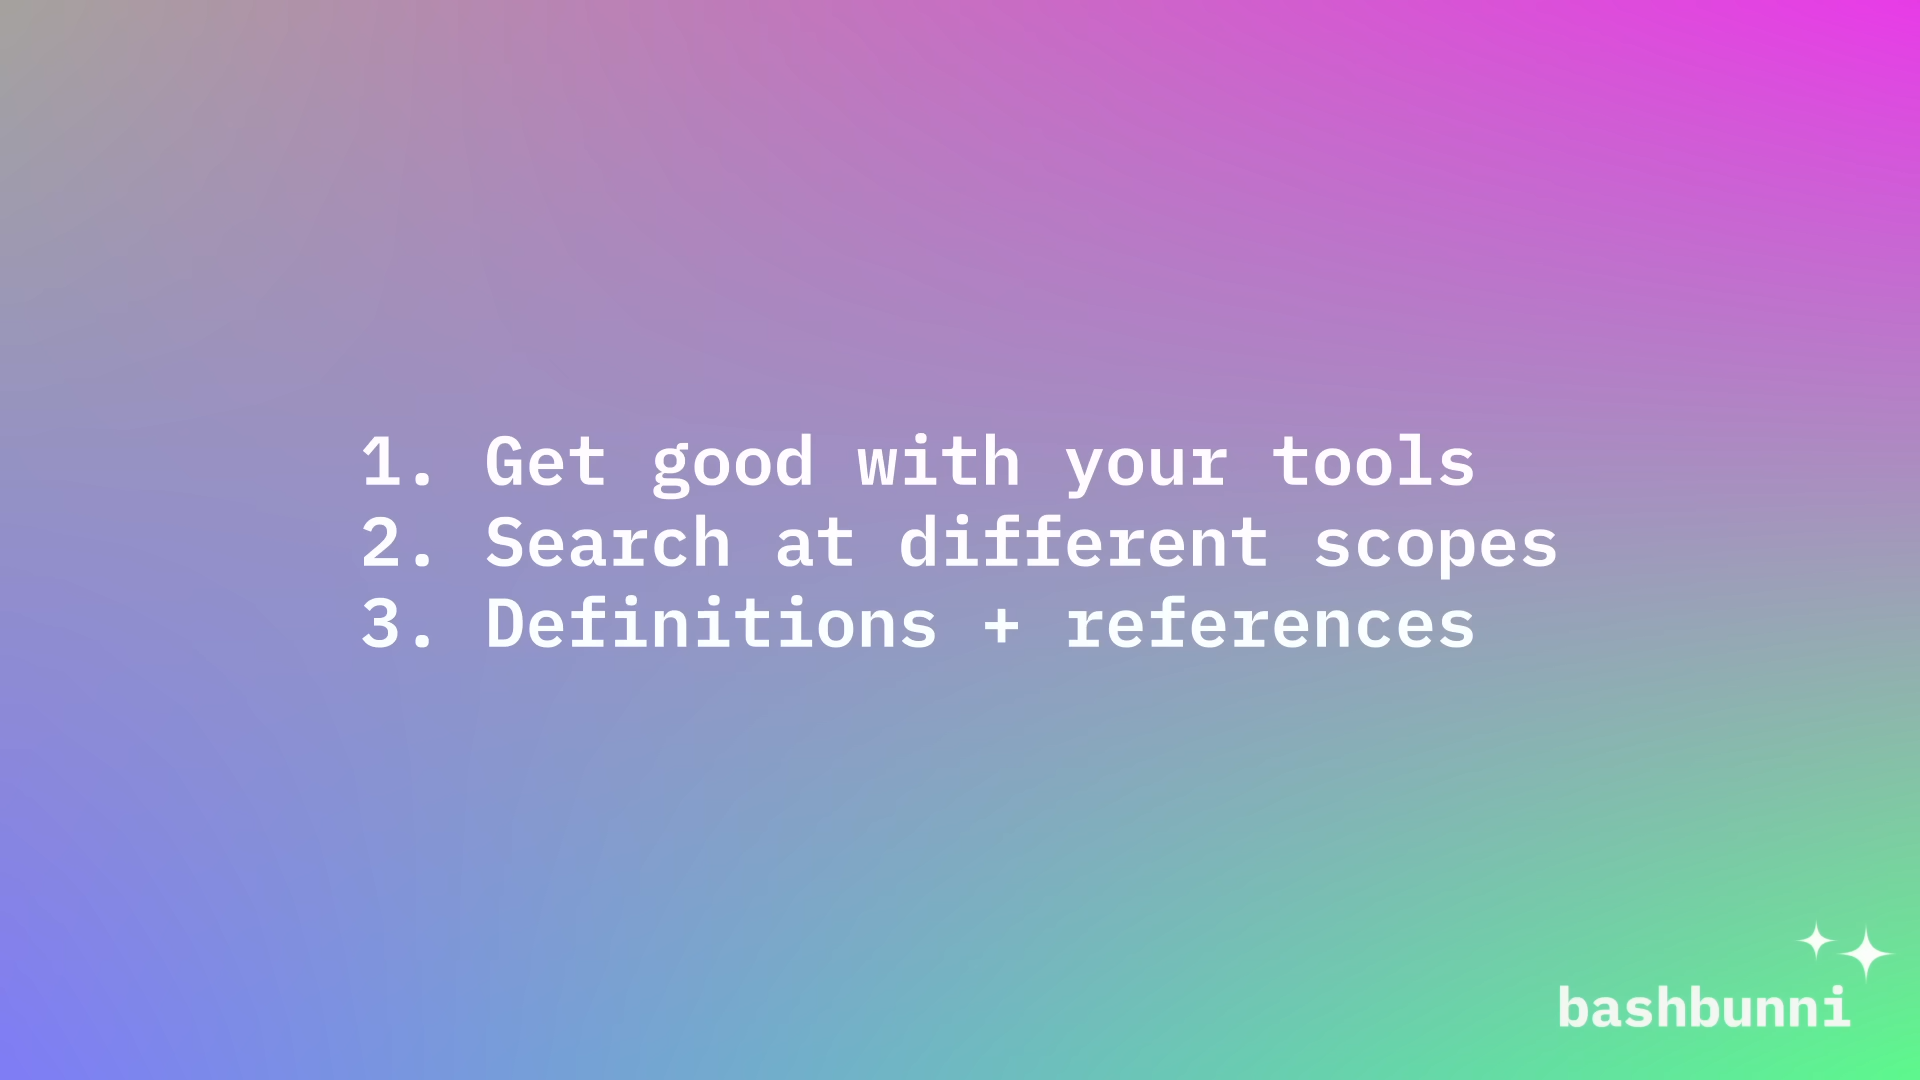 1. Get good with your tools
2. Search at different scopes
3. Definitions + references
bashbunni